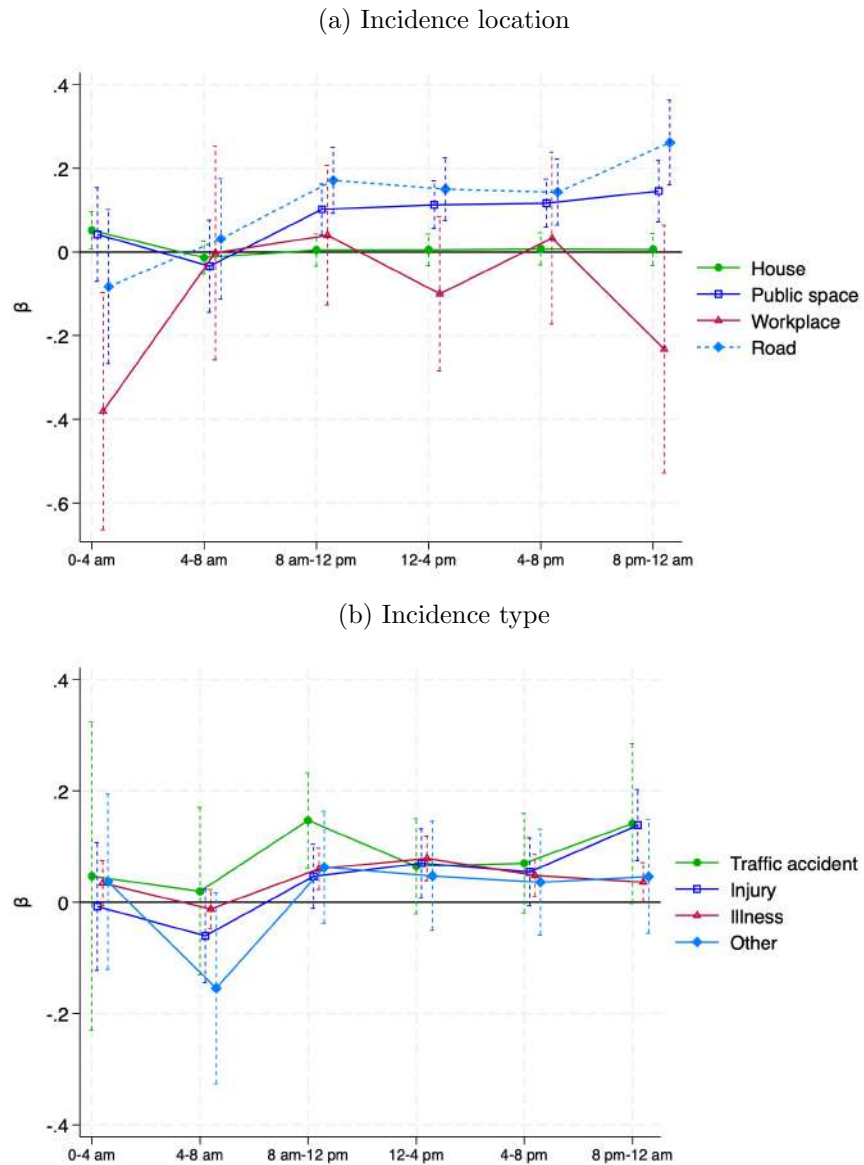 (a) Incidence location
.4
.2
0
-.2
-.4
-.6
β
0-4 am
4-8 am
8 am-12 pm
12-4 pm
4-8 pm
8 pm-12 am
House
Public space
Workplace
Road
(b) Incidence type
.4
.2
0
-.2
-.4
β
0-4 am
4-8 am
8 am-12 pm
12-4 pm
4-8 pm
8 pm-12 am
Traffic accident
Injury
Illness
Other